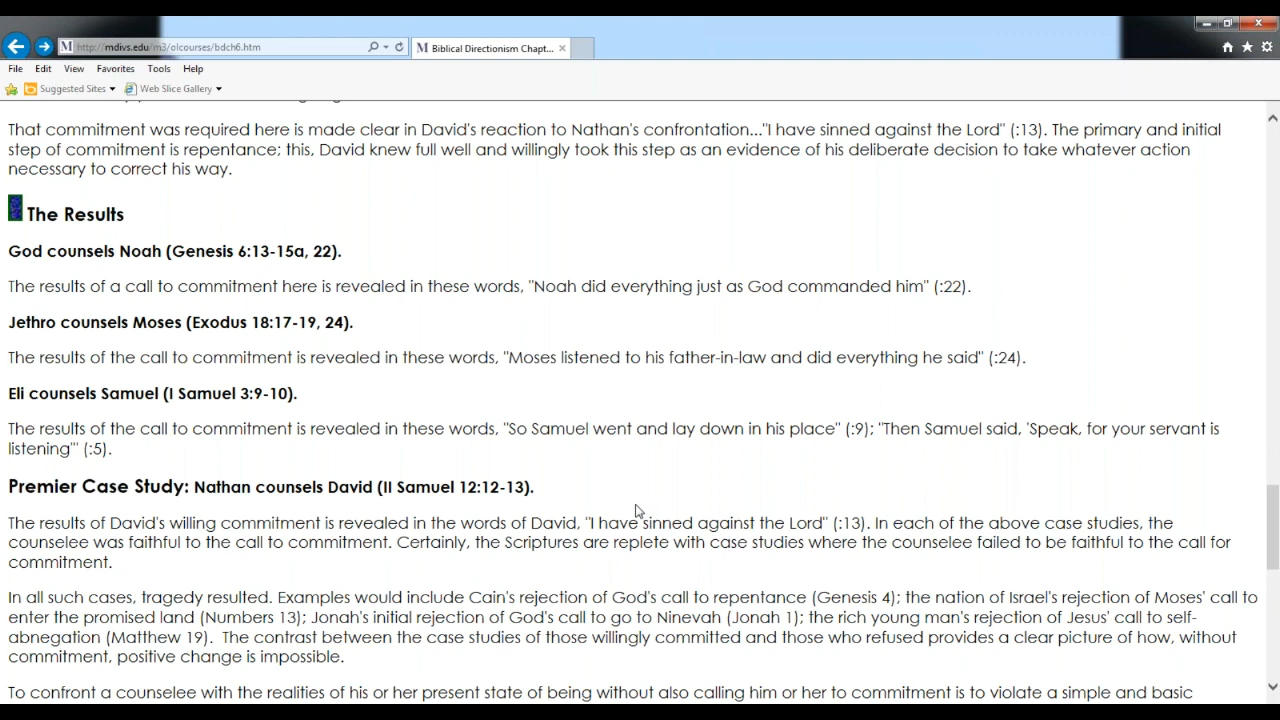 http://mdivs.edu/m3/olcourses/bdch6.htm
M Biblical Directionism Chapt...
File Edit View Favorites Tools Help
Suggested Sites Web Slice Gallery
That commitment was required here is made clear in David's reaction to Nathan's confrontation..."I have sinned against the Lord" (:13). The primary and initial
step of commitment is repentance; this, David knew full well and willingly took this step as an evidence of his deliberate decision to take whatever action
necessary to correct his way.
The Results
God counsels Noah (Genesis 6:13-15a, 22).
The results of a call to commitment here is revealed in these words, "Noah did everything just as God commanded him" (:22).
Jethro counsels Moses (Exodus 18:17-19, 24).
The results of the call to commitment is revealed in these words, "Moses listened to his father-in-law and did everything he said" (:24).
Eli counsels Samuel (I Samuel 3:9-10).
The results of the call to commitment is revealed in these words, "So Samuel went and lay down in his place" (:9); "Then Samuel said, 'Speak, for your servant is
listening'" (:5).
Premier Case Study: Nathan counsels David (II Samuel 12:12-13).
The results of David's willing commitment is revealed in the words of David, "I have sinned against the Lord" (:13). In each of the above case studies, the
counselee was faithful to the call to commitment. Certainly, the Scriptures are replete with case studies where the counselee failed to be faithful to the call for
commitment.
In all such cases, tragedy resulted. Examples would include Cain's rejection of God's call to repentance (Genesis 4); the nation of Israel's rejection of Moses' call to
enter the promised land (Numbers 13); Jonah's initial rejection of God's call to go to Ninevah (Jonah 1); the rich young man's rejection of Jesus' call to self-
abnegation (Matthew 19). The contrast between the case studies of those willingly committed and those who refused provides a clear picture of how, without
commitment, positive change is impossible.
To confront a counselee with the realities of his or her present state of being without also calling him or her to commitment is to violate a simple and basic